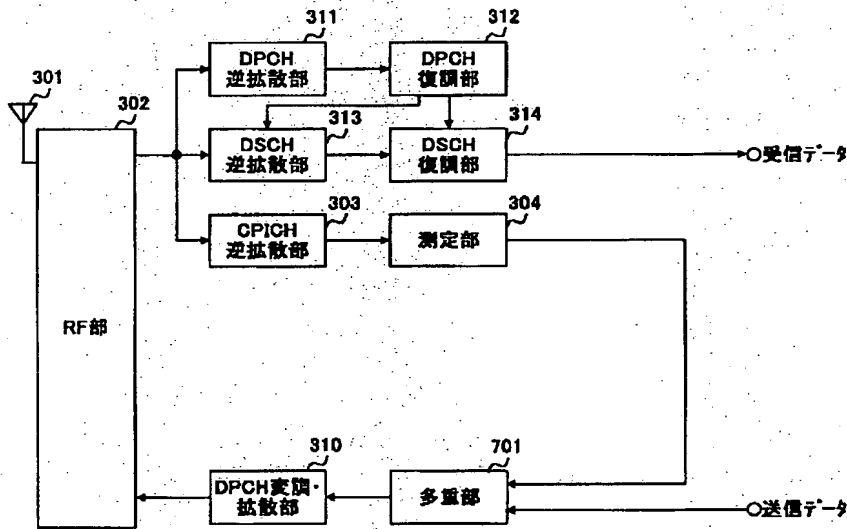 311
DPCH
逆拡散部
312
DPCH
復調部
301
302
RF部
313
DSCH
逆拡散部
314
DSCH
復調部
受信データ
303
CPICH
逆拡散部
304
測定部
310
DPCH変調・
拡散部
701
多重部
送信データ